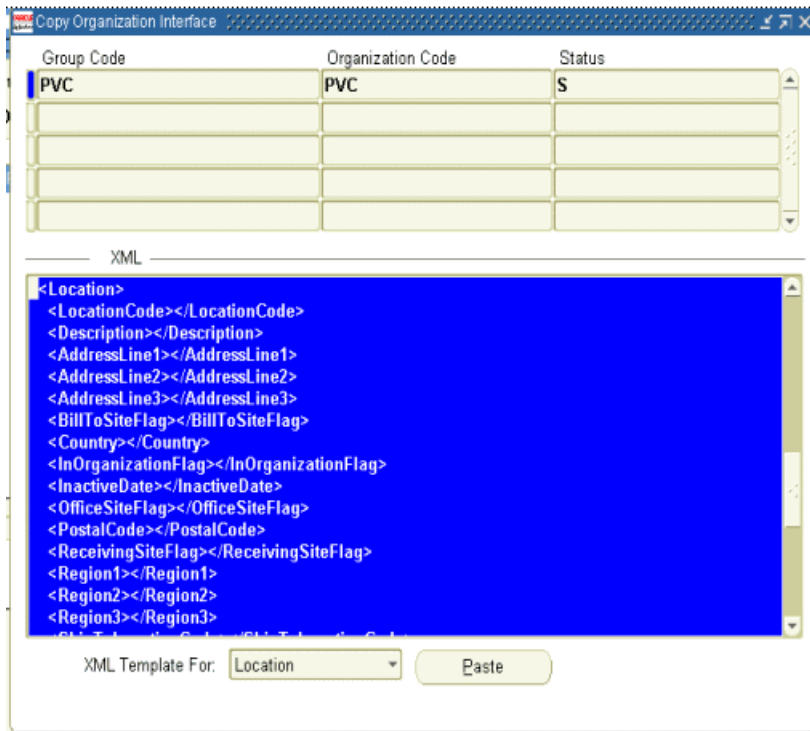 Copy Organization Interface
Group Code Organization Code Status
PVC PVC S
XML
<Location>
<LocationCode></LocationCode>
<Description></Description>
<AddressLine1></AddressLine1>
<AddressLine2></AddressLine2>
<AddressLine3></AddressLine3>
<BillToSiteFlag></BillToSiteFlag>
<Country></Country>
<InOrganizationFlag></InOrganizationFlag>
<InactiveDate></InactiveDate>
<OfficeSiteFlag></OfficeSiteFlag>
<PostalCode></PostalCode>
<ReceivingSiteFlag></ReceivingSiteFlag>
<Region1></Region1>
<Region2></Region2>
<Region3></Region3>
XML Template For: Location Paste